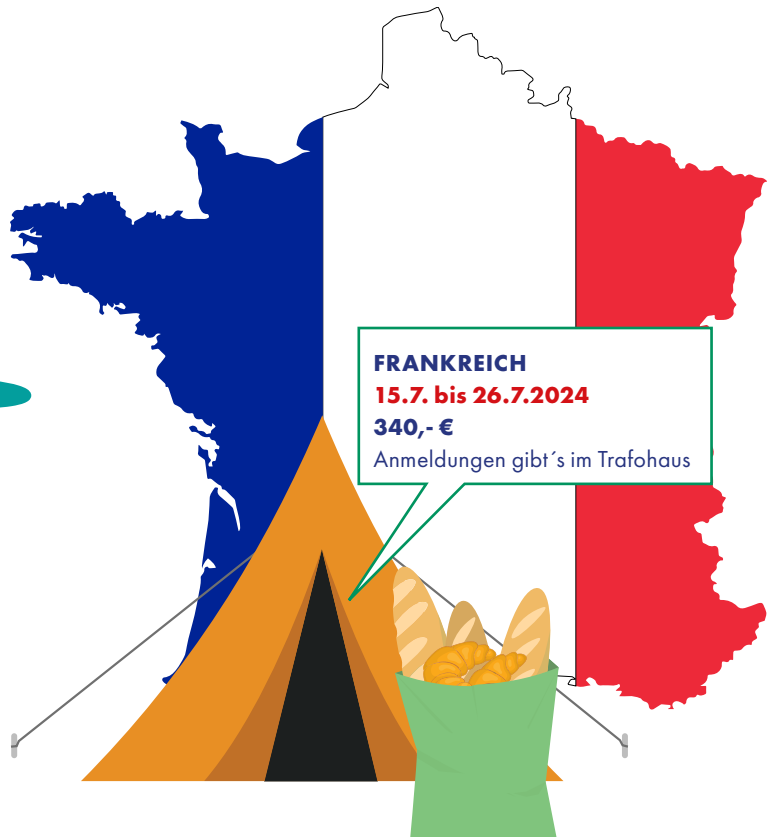 FRANKREICH
15.7. bis 26.7.2024
340,- €
Anmeldungen gibt´s im Trafohaus